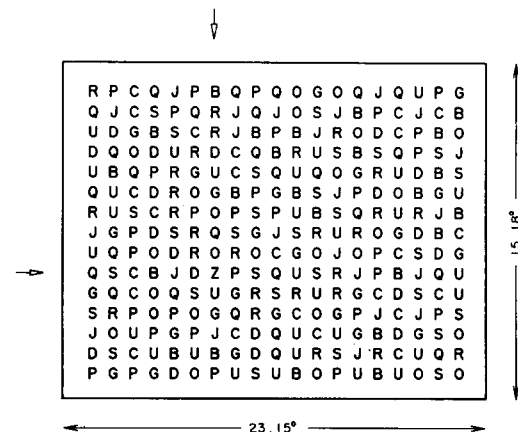 R P C Q J P B Q P Q O G O Q J Q U P G
Q J C S P Q R J Q J O S J B P C J C B
U D G B S C R J B P B J R O D C P B O
D Q O D U R D C Q B R U S B S Q P S J
U B Q P R G U C S Q U Q O G R U D B S
Q U C D R O G B P G B S J P D O B G U
R U S C R P O P S P U B S Q R U R J B
J G P D S R Q S G J S R U R O G D B C
U Q P O D R O R O C G O J O P C S D G
Q S C B J D Z P S Q U S R J P B J Q U
G Q C O Q S U G R S R U R G C D S C U
S R P O P O G Q R G C O G P J C J P S
J O U P G P J C D Q U C U G B D G S O
D S C U B U B G D Q U R S J R C U Q R
P G P G D O P U S U B O P U B U O S O
15.18°
23.15°